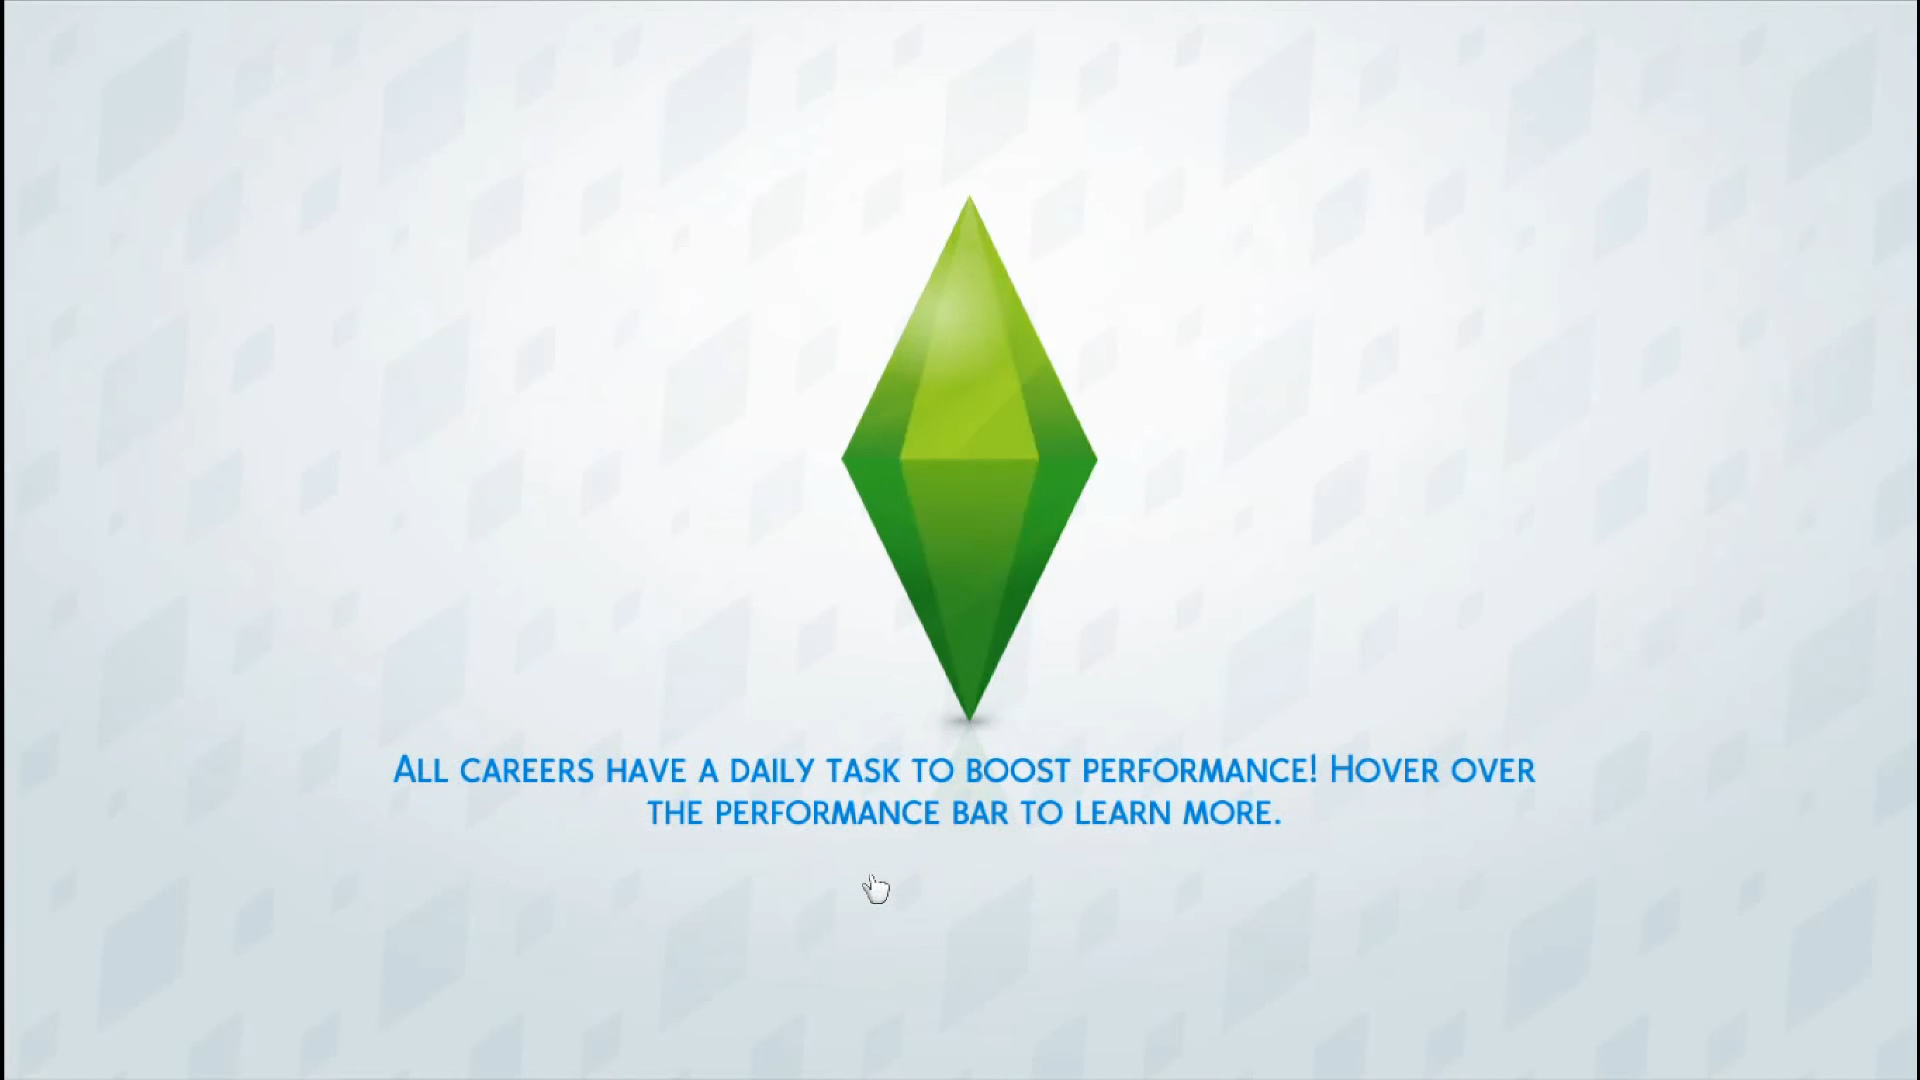 All careers have a daily task to boost performance! Hover over
the performance bar to learn more.